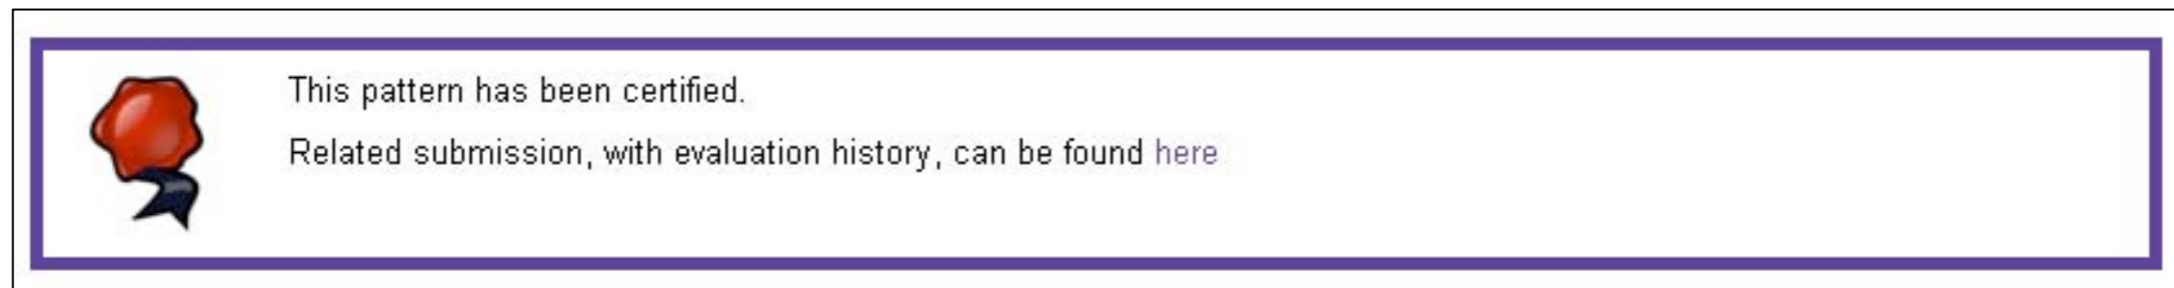 This pattern has been certified.
Related submission, with evaluation history, can be found here